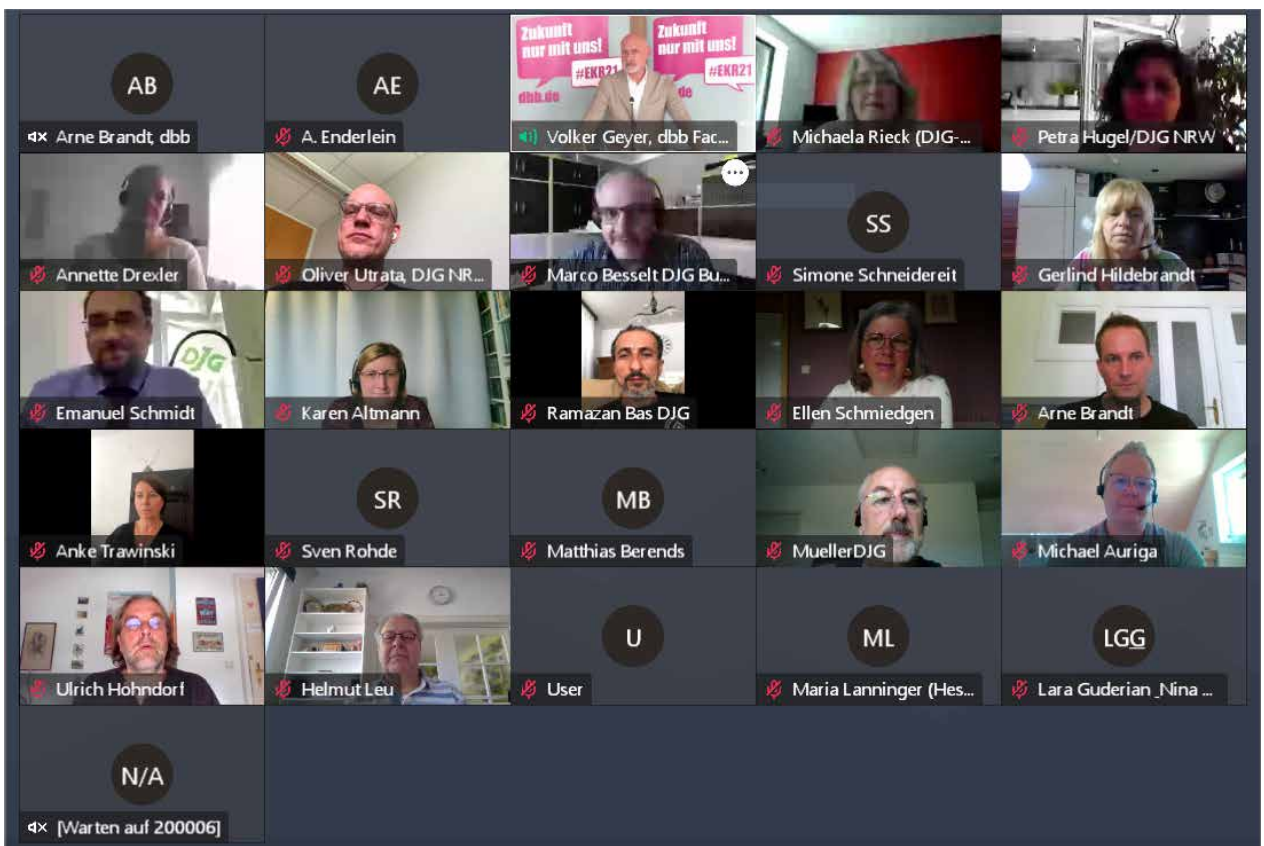 AB
Arne Brandt, dbb
AE
A. Enderlein
Zukunft
nur mit uns!
#EKR21
dbb.de
Zukunft
nur mit uns!
#EKR21
de
Volker Geyer, dbb Fac...
Michaela Rieck (DJG-...
Petra Hugel/DJG NRW
Annette Drexler
Oliver Utrata, DJG NR...
Marco Besselt DJG Bu...
SS
Simone Schneidereit
Gerlind Hildebrandt
DJG
Emanuel Schmidt
Karen Altmann
Ramazan Bas DJG
Ellen Schmiedgen
Arne Brandt
Anke Trawinski
SR
Sven Rohde
MB
Matthias Berends
MuellerDJG
Michael Auriga
Ulrich Hohndorf
Helmut Leu
U
User
ML
Maria Lanninger (Hes...
LGG
Lara Guderian _Nina ...
N/A
[Warten auf 200006]